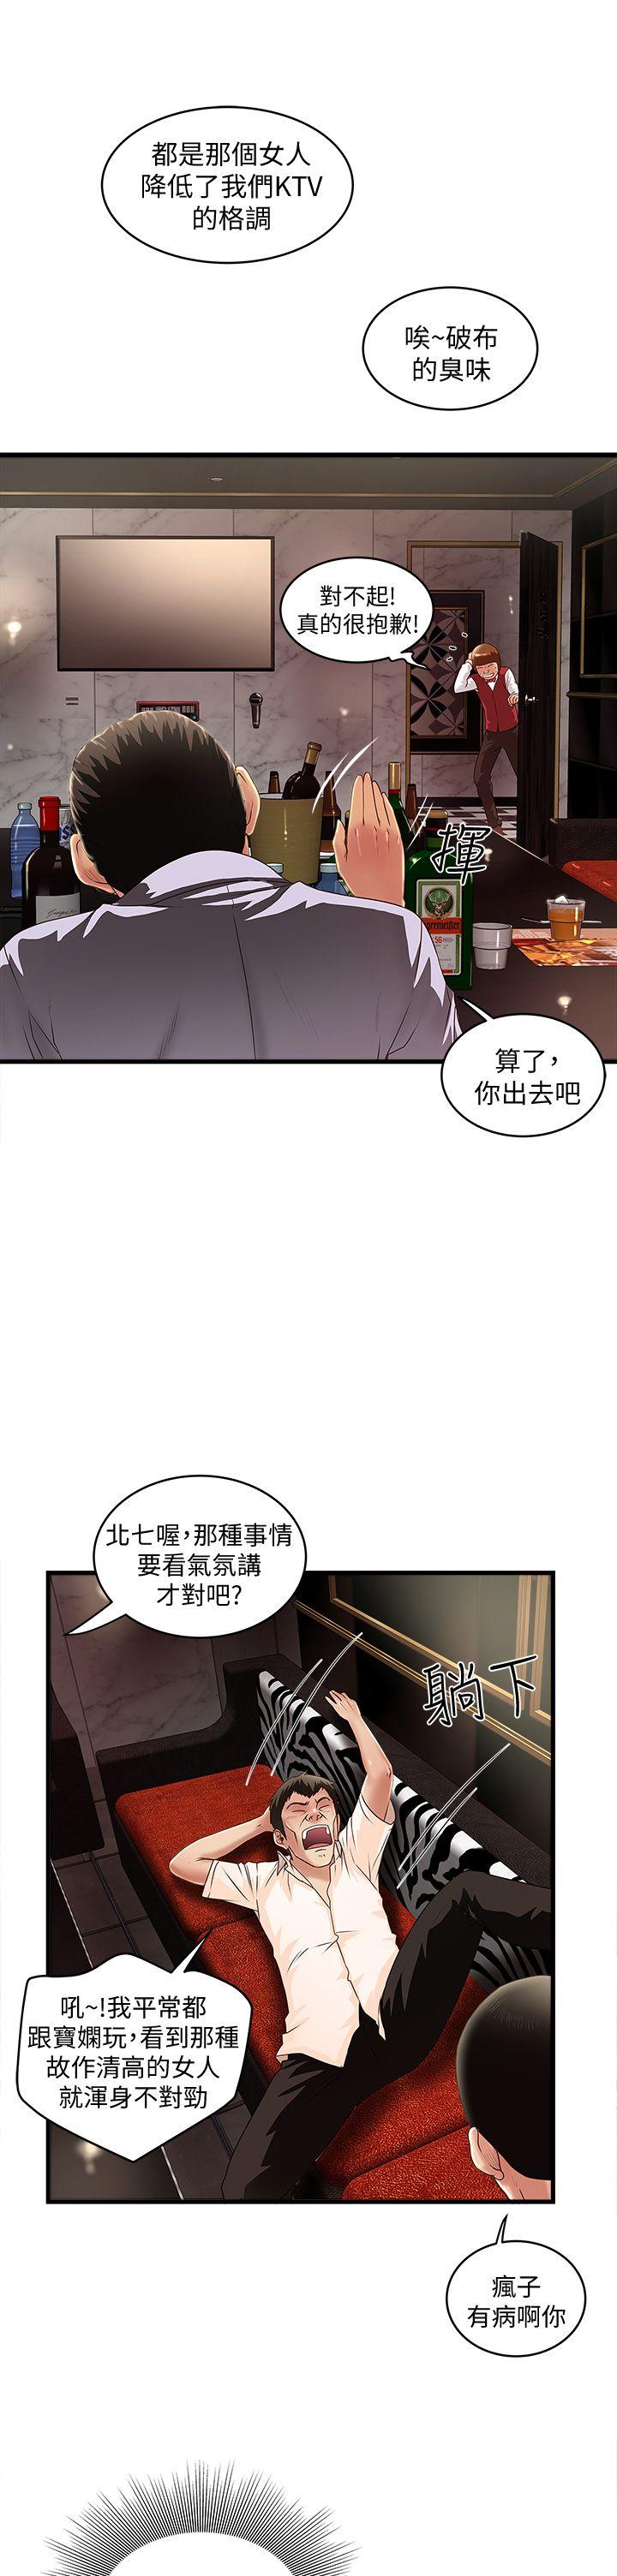 都是那個女人
降低了我們KTV
的格調
唉~破布
的臭味
對不起!
真的很抱歉!
揮
Jägermeister
56
算了,
你出去吧
北七喔,那種事情
要看氣氛講
才對吧?
躺下
吼~!我平常都
跟寶嫻玩,看到那種
故作清高的女人
就渾身不對勁
瘋子
有病啊你